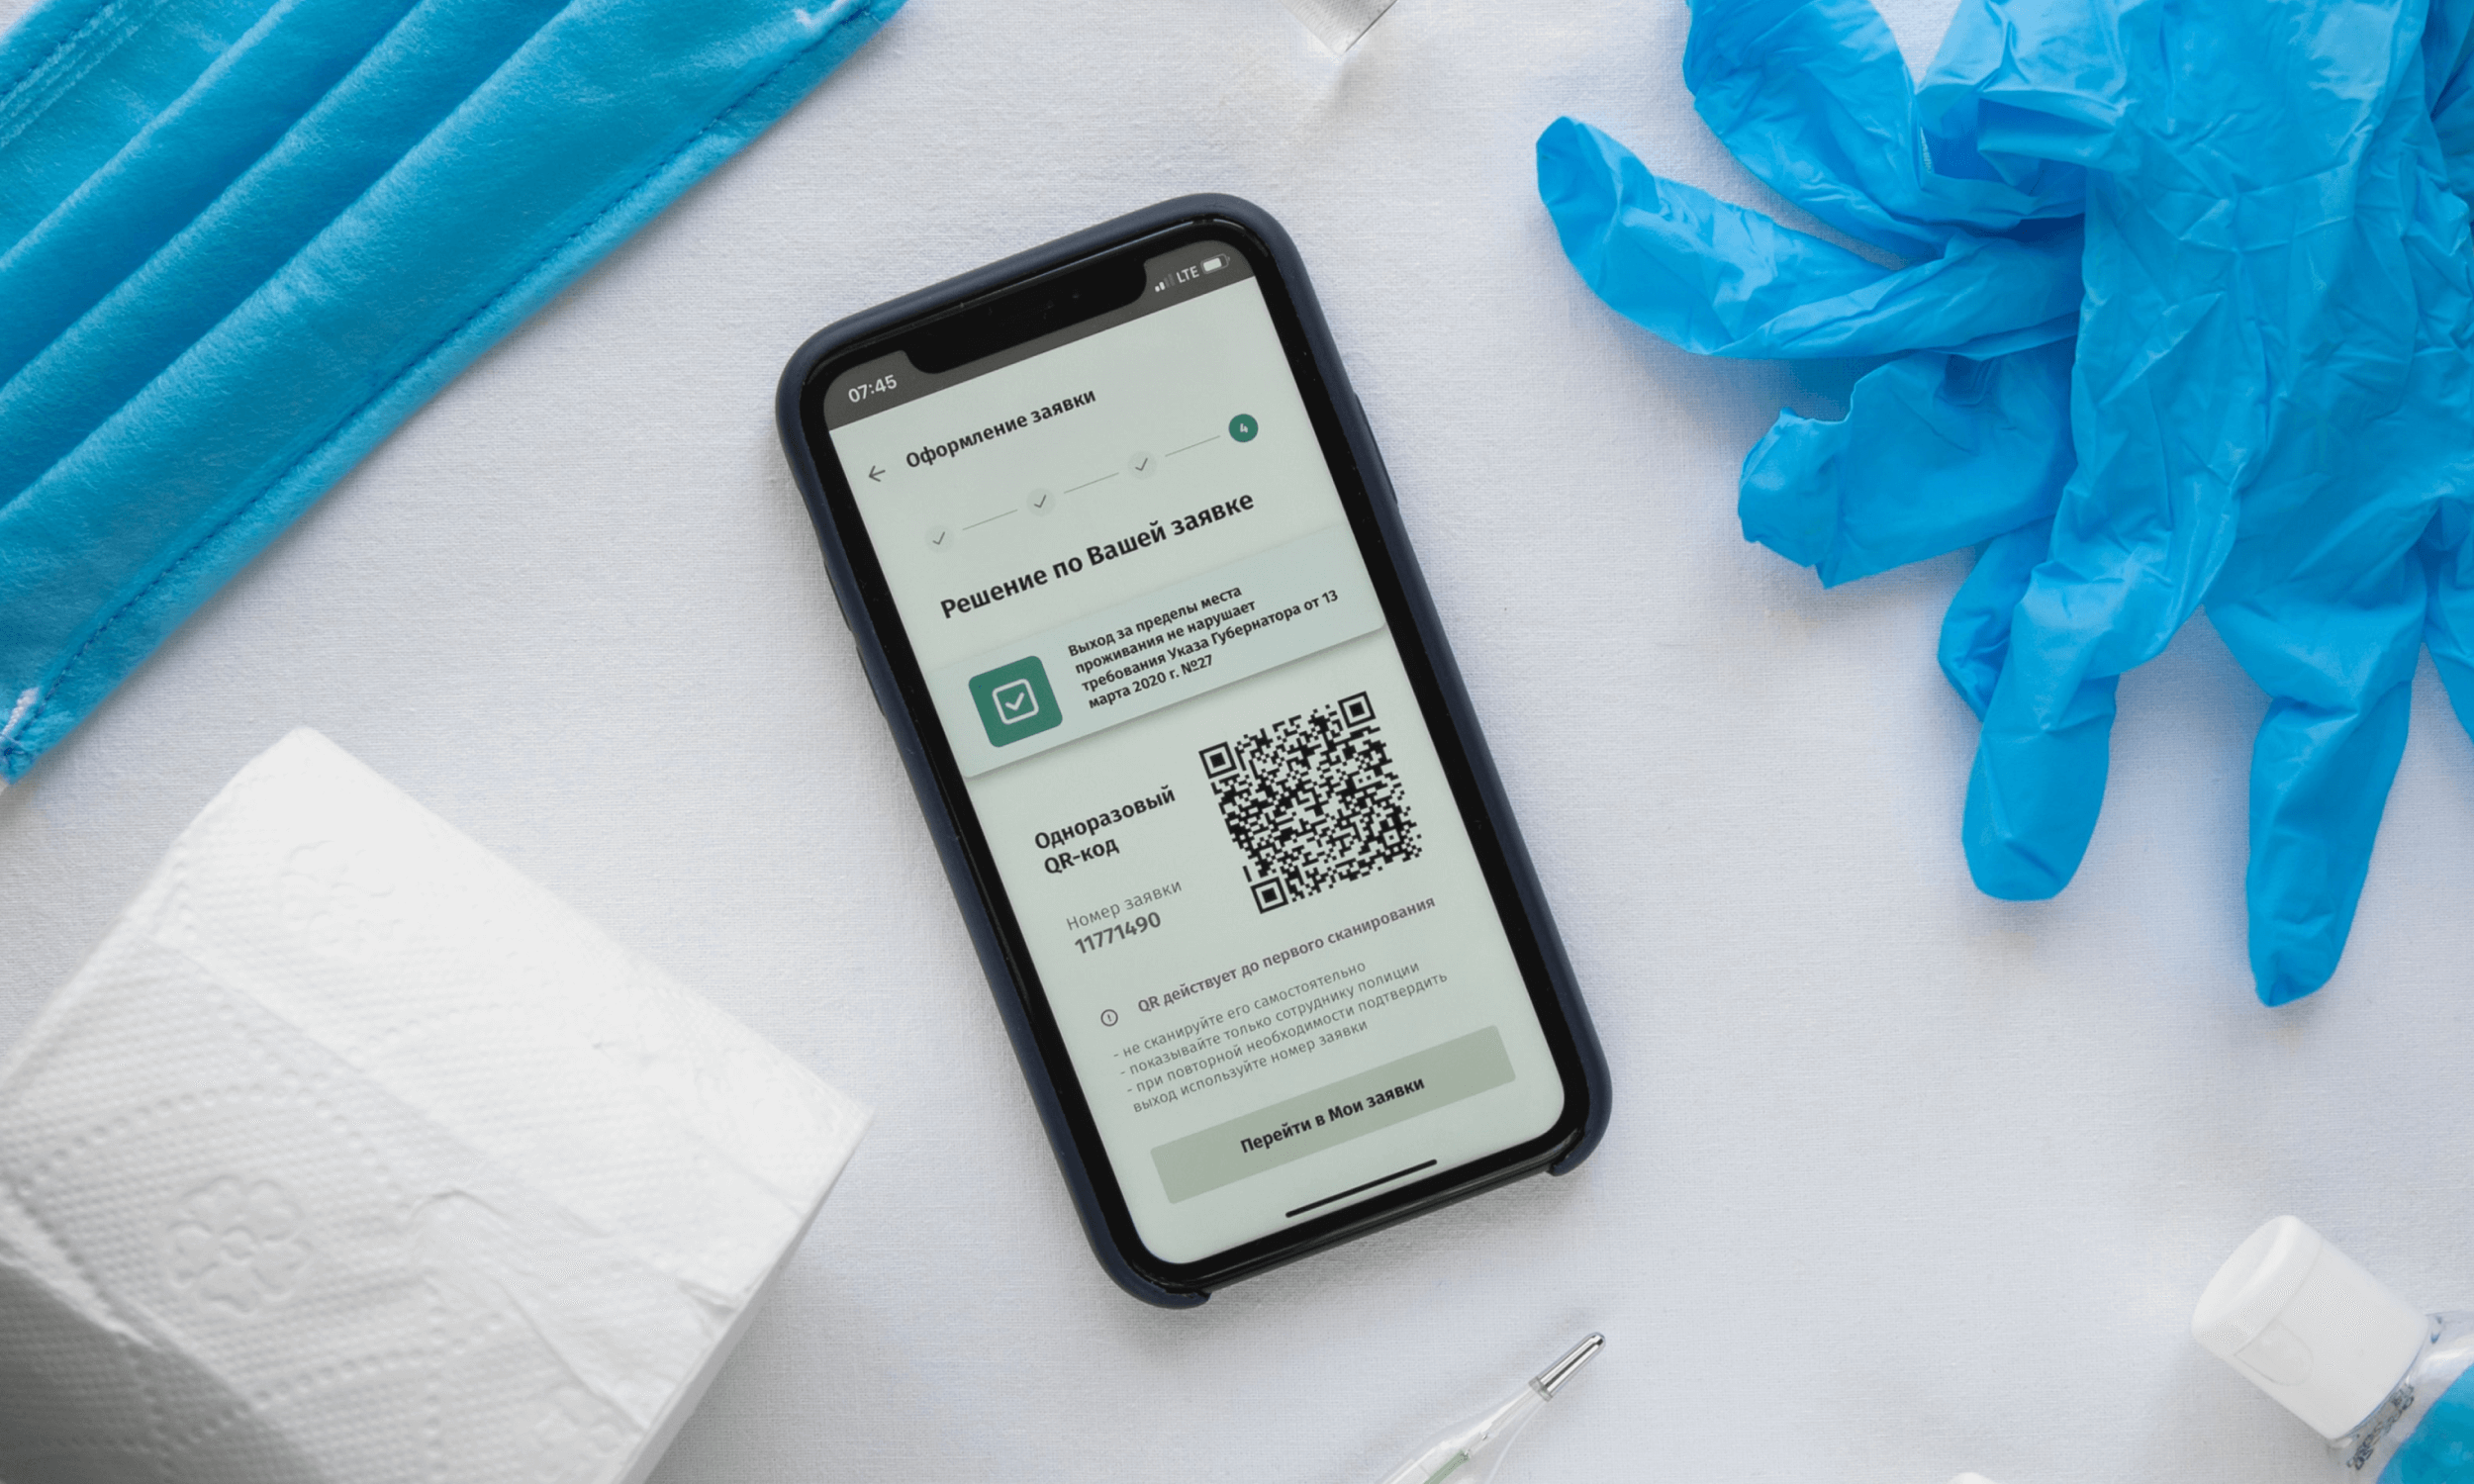 07:45
LTE
Оформление заявки
4
Решение по Вашей заявке
Выход за пределы места
проживания не нарушает
требования Указа Губернатора от 13
марта 2020 г. №27
Одноразовый
QR-код
Номер заявки
11771490
QR действует до первого сканирования
- не сканируйте его самостоятельно
- показывайте только сотруднику полиции
- при повторной необходимости подтвердить
выход используйте номер заявки
Перейти в Мои заявки